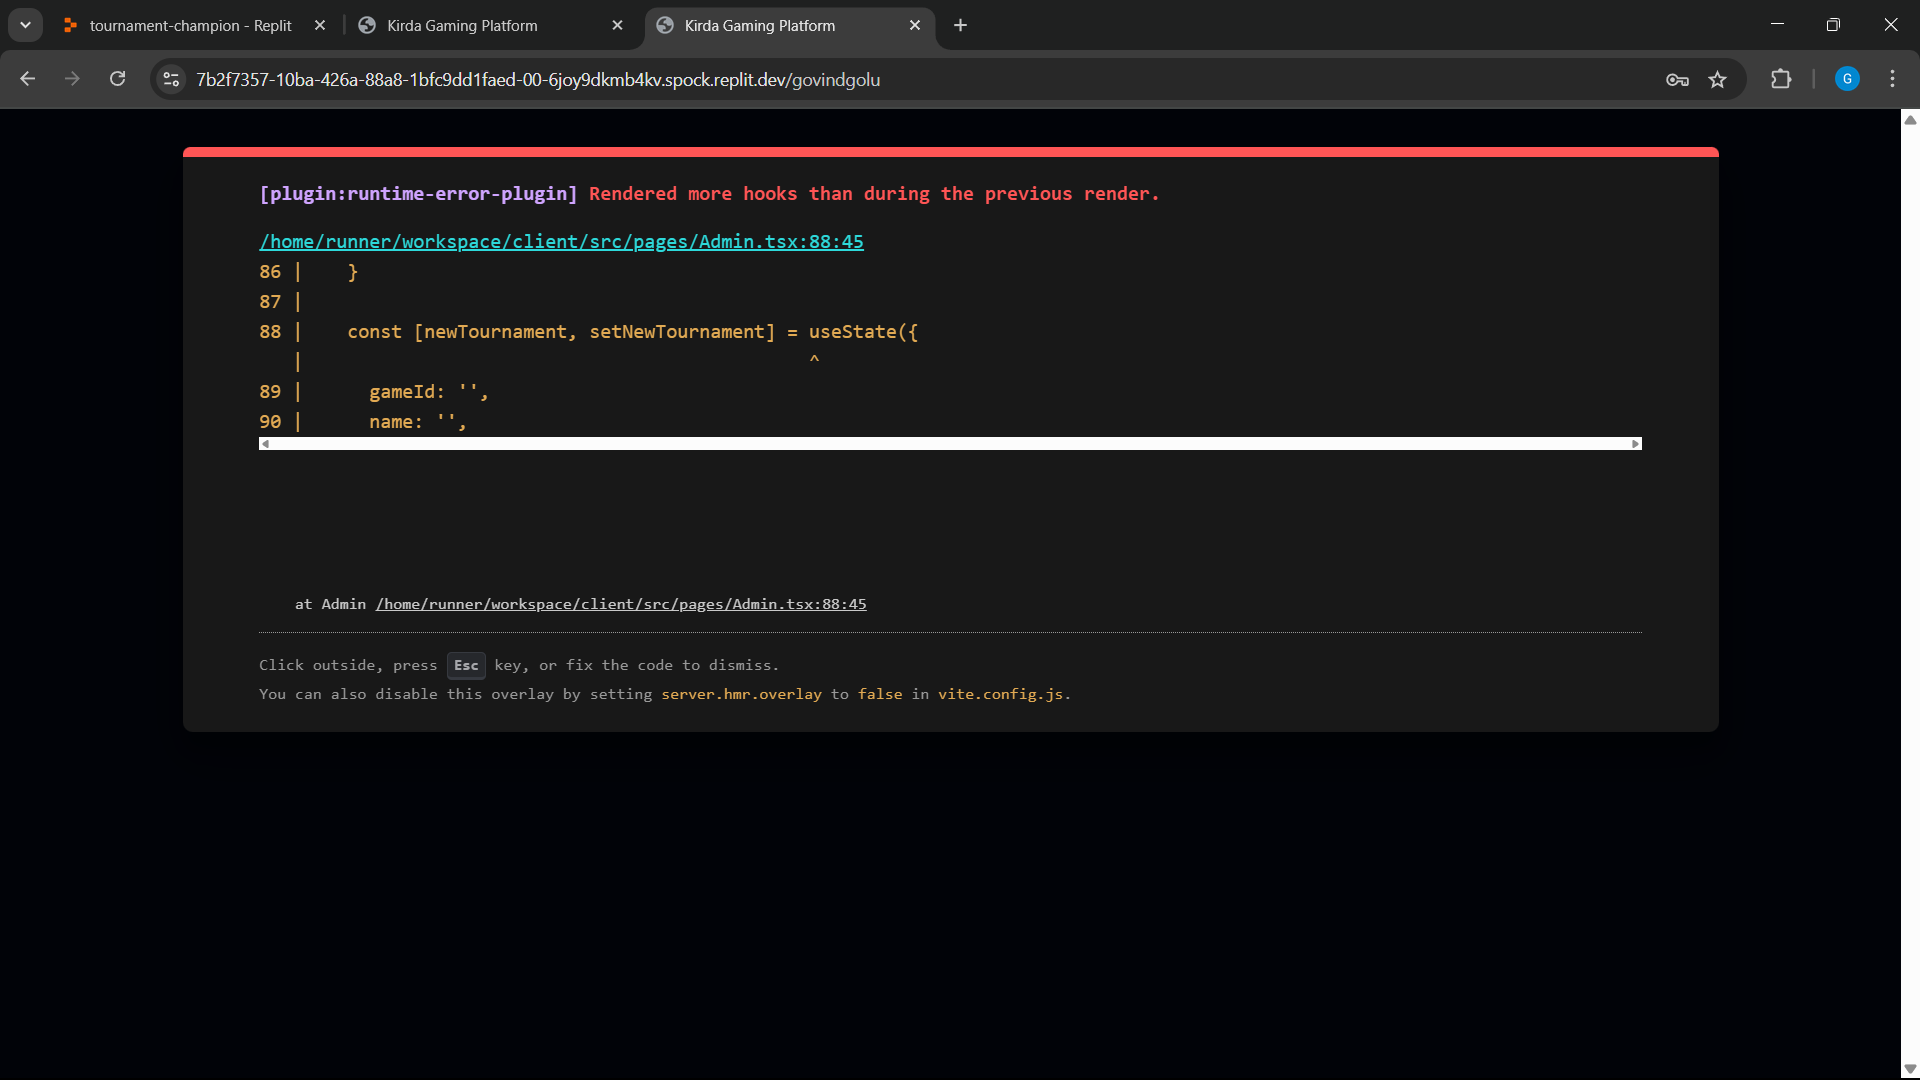 tournament-champion - Replit
Kirda Gaming Platform
Kirda Gaming Platform
7b2f7357-10ba-426a-88a8-1bfc9dd1faed-00-6joy9dkmb4kv.spock.replit.dev/govindgolu
G
[plugin:runtime-error-plugin] Rendered more hooks than during the previous render.
/home/runner/workspace/client/src/pages/Admin.tsx:88:45
86 |    }
87 |
88 |    const [newTournament, setNewTournament] = useState({
   |                                              ^
89 |      gameId: '',
90 |      name: '',
at Admin /home/runner/workspace/client/src/pages/Admin.tsx:88:45
Click outside, press Esc key, or fix the code to dismiss.
You can also disable this overlay by setting server.hmr.overlay to false in vite.config.js.